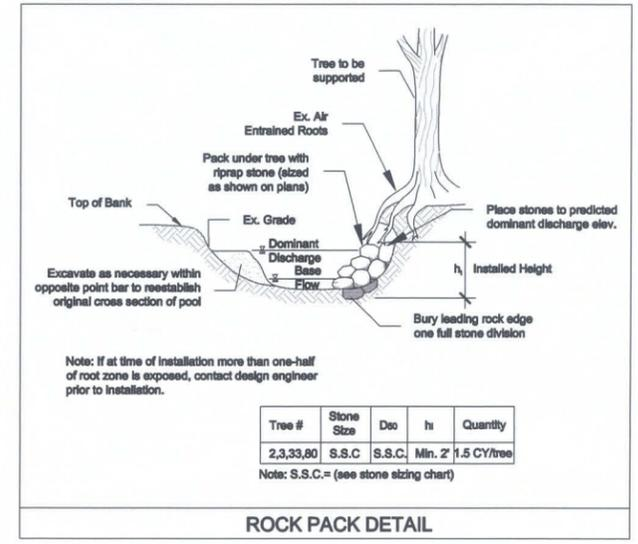 Tree to be
supported
Ex. Air
Entrained Roots
Pack under tree with
riprap stone (sized
as shown on plans)
Top of Bank
Ex. Grade
Place stones to predicted
dominant discharge elev.
Dominant
Discharge
Base
Flow
hᵢ Installed Height
Excavate as necessary within
opposite point bar to reestablish
original cross section of pool
Bury leading rock edge
one full stone division
Note: If at time of installation more than one-half
of root zone is exposed, contact design engineer
prior to installation.
Tree # Stone Size D50 hi Quantity
2,3,33,80 S.S.C S.S.C. Min. 2' 1.5 CY/tree
Note: S.S.C.= (see stone sizing chart)
ROCK PACK DETAIL